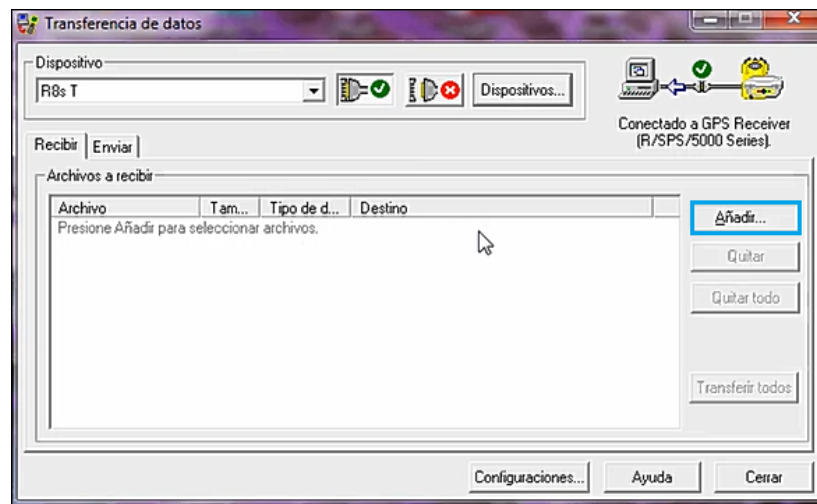 Transferencia de datos
Dispositivo
R8s T
Dispositivos...
Conectado a GPS Receiver
(R/SPS/5000 Series).
Recibir
Enviar
Archivos a recibir
Archivo Tam... Tipo de d... Destino
Presione Añadir para seleccionar archivos.
Añadir...
Quitar
Quitar todo
Transferir todos
Configuraciones... Ayuda Cerrar